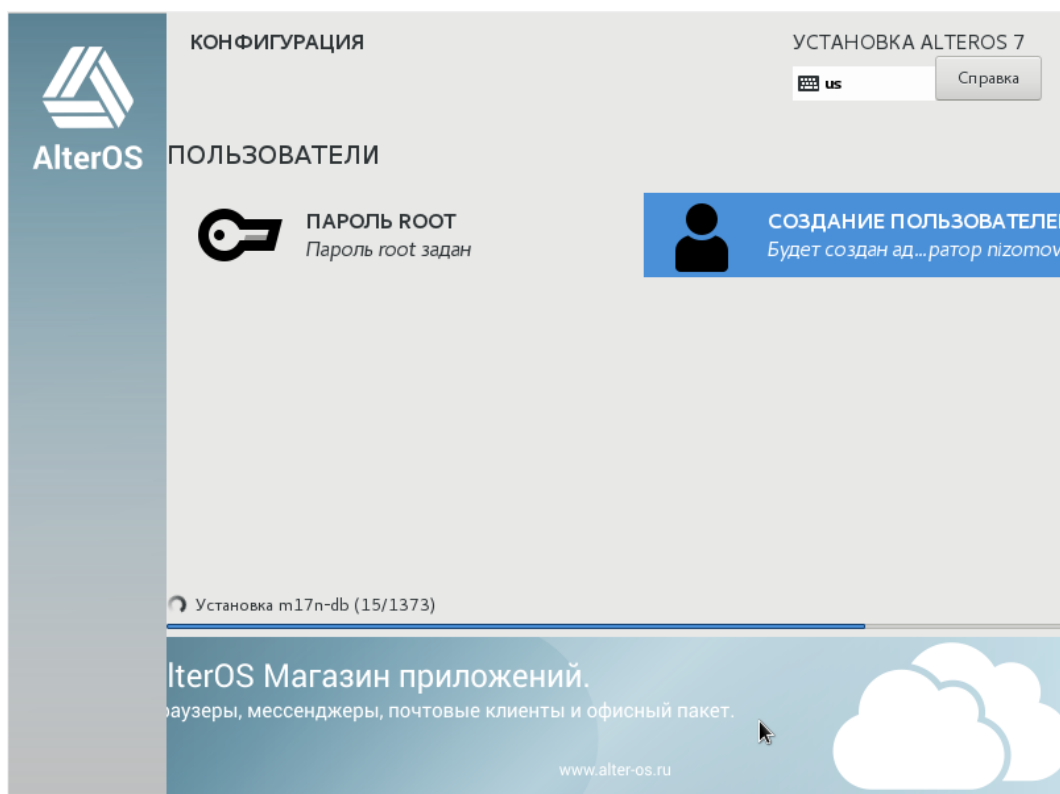 КОНФИГУРАЦИЯ
УСТАНОВКА ALTEROS 7
us
Справка
AlterOS
ПОЛЬЗОВАТЕЛИ
ПАРОЛЬ ROOT
Пароль root задан
СОЗДАНИЕ ПОЛЬЗОВАТЕЛЕ
Будет создан ад...ратор nizomov
Установка m17n-db (15/1373)
lterOS Магазин приложений.
раузеры, мессенджеры, почтовые клиенты и офисный пакет.
www.alter-os.ru